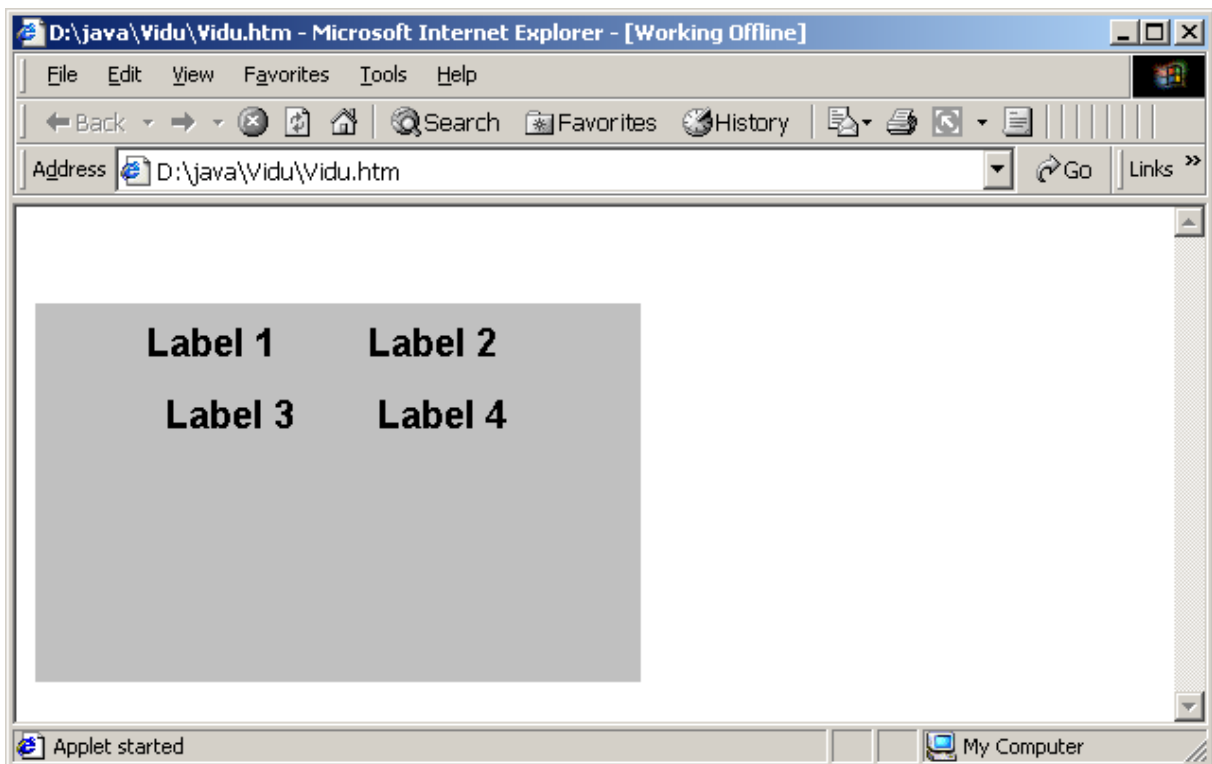 D:\java\Vidu\Vidu.htm - Microsoft Internet Explorer - [Working Offline]
File Edit View Favorites Tools Help
Back Search Favorites History
Address D:\java\Vidu\Vidu.htm Go Links »
Label 1 Label 2
Label 3 Label 4
Applet started My Computer